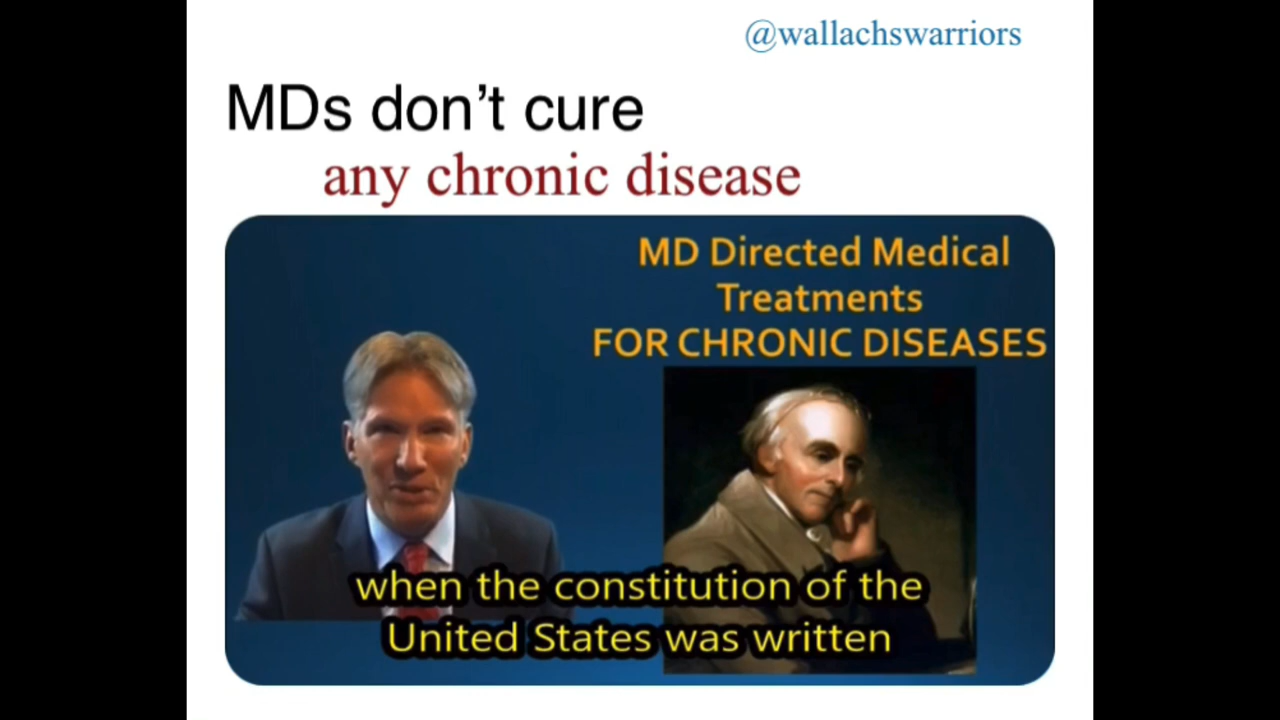 @wallachswarriors
MDs don't cure
any chronic disease
MD Directed Medical
Treatments
FOR CHRONIC DISEASES
when the constitution of the
United States was written